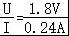 U/I = 1.8V/0.24A